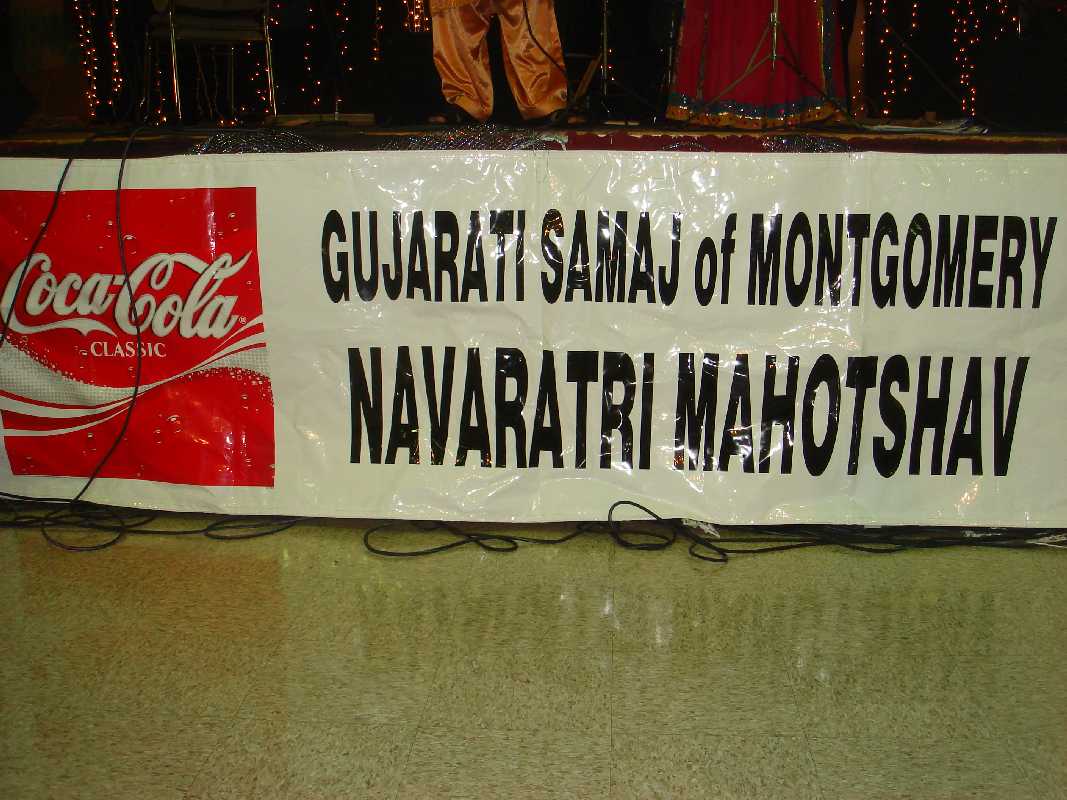 Coca-Cola
CLASSIC
GUJARATI SAMAJ of MONTGOMERY
NAVARATRI MAHOTSHAV